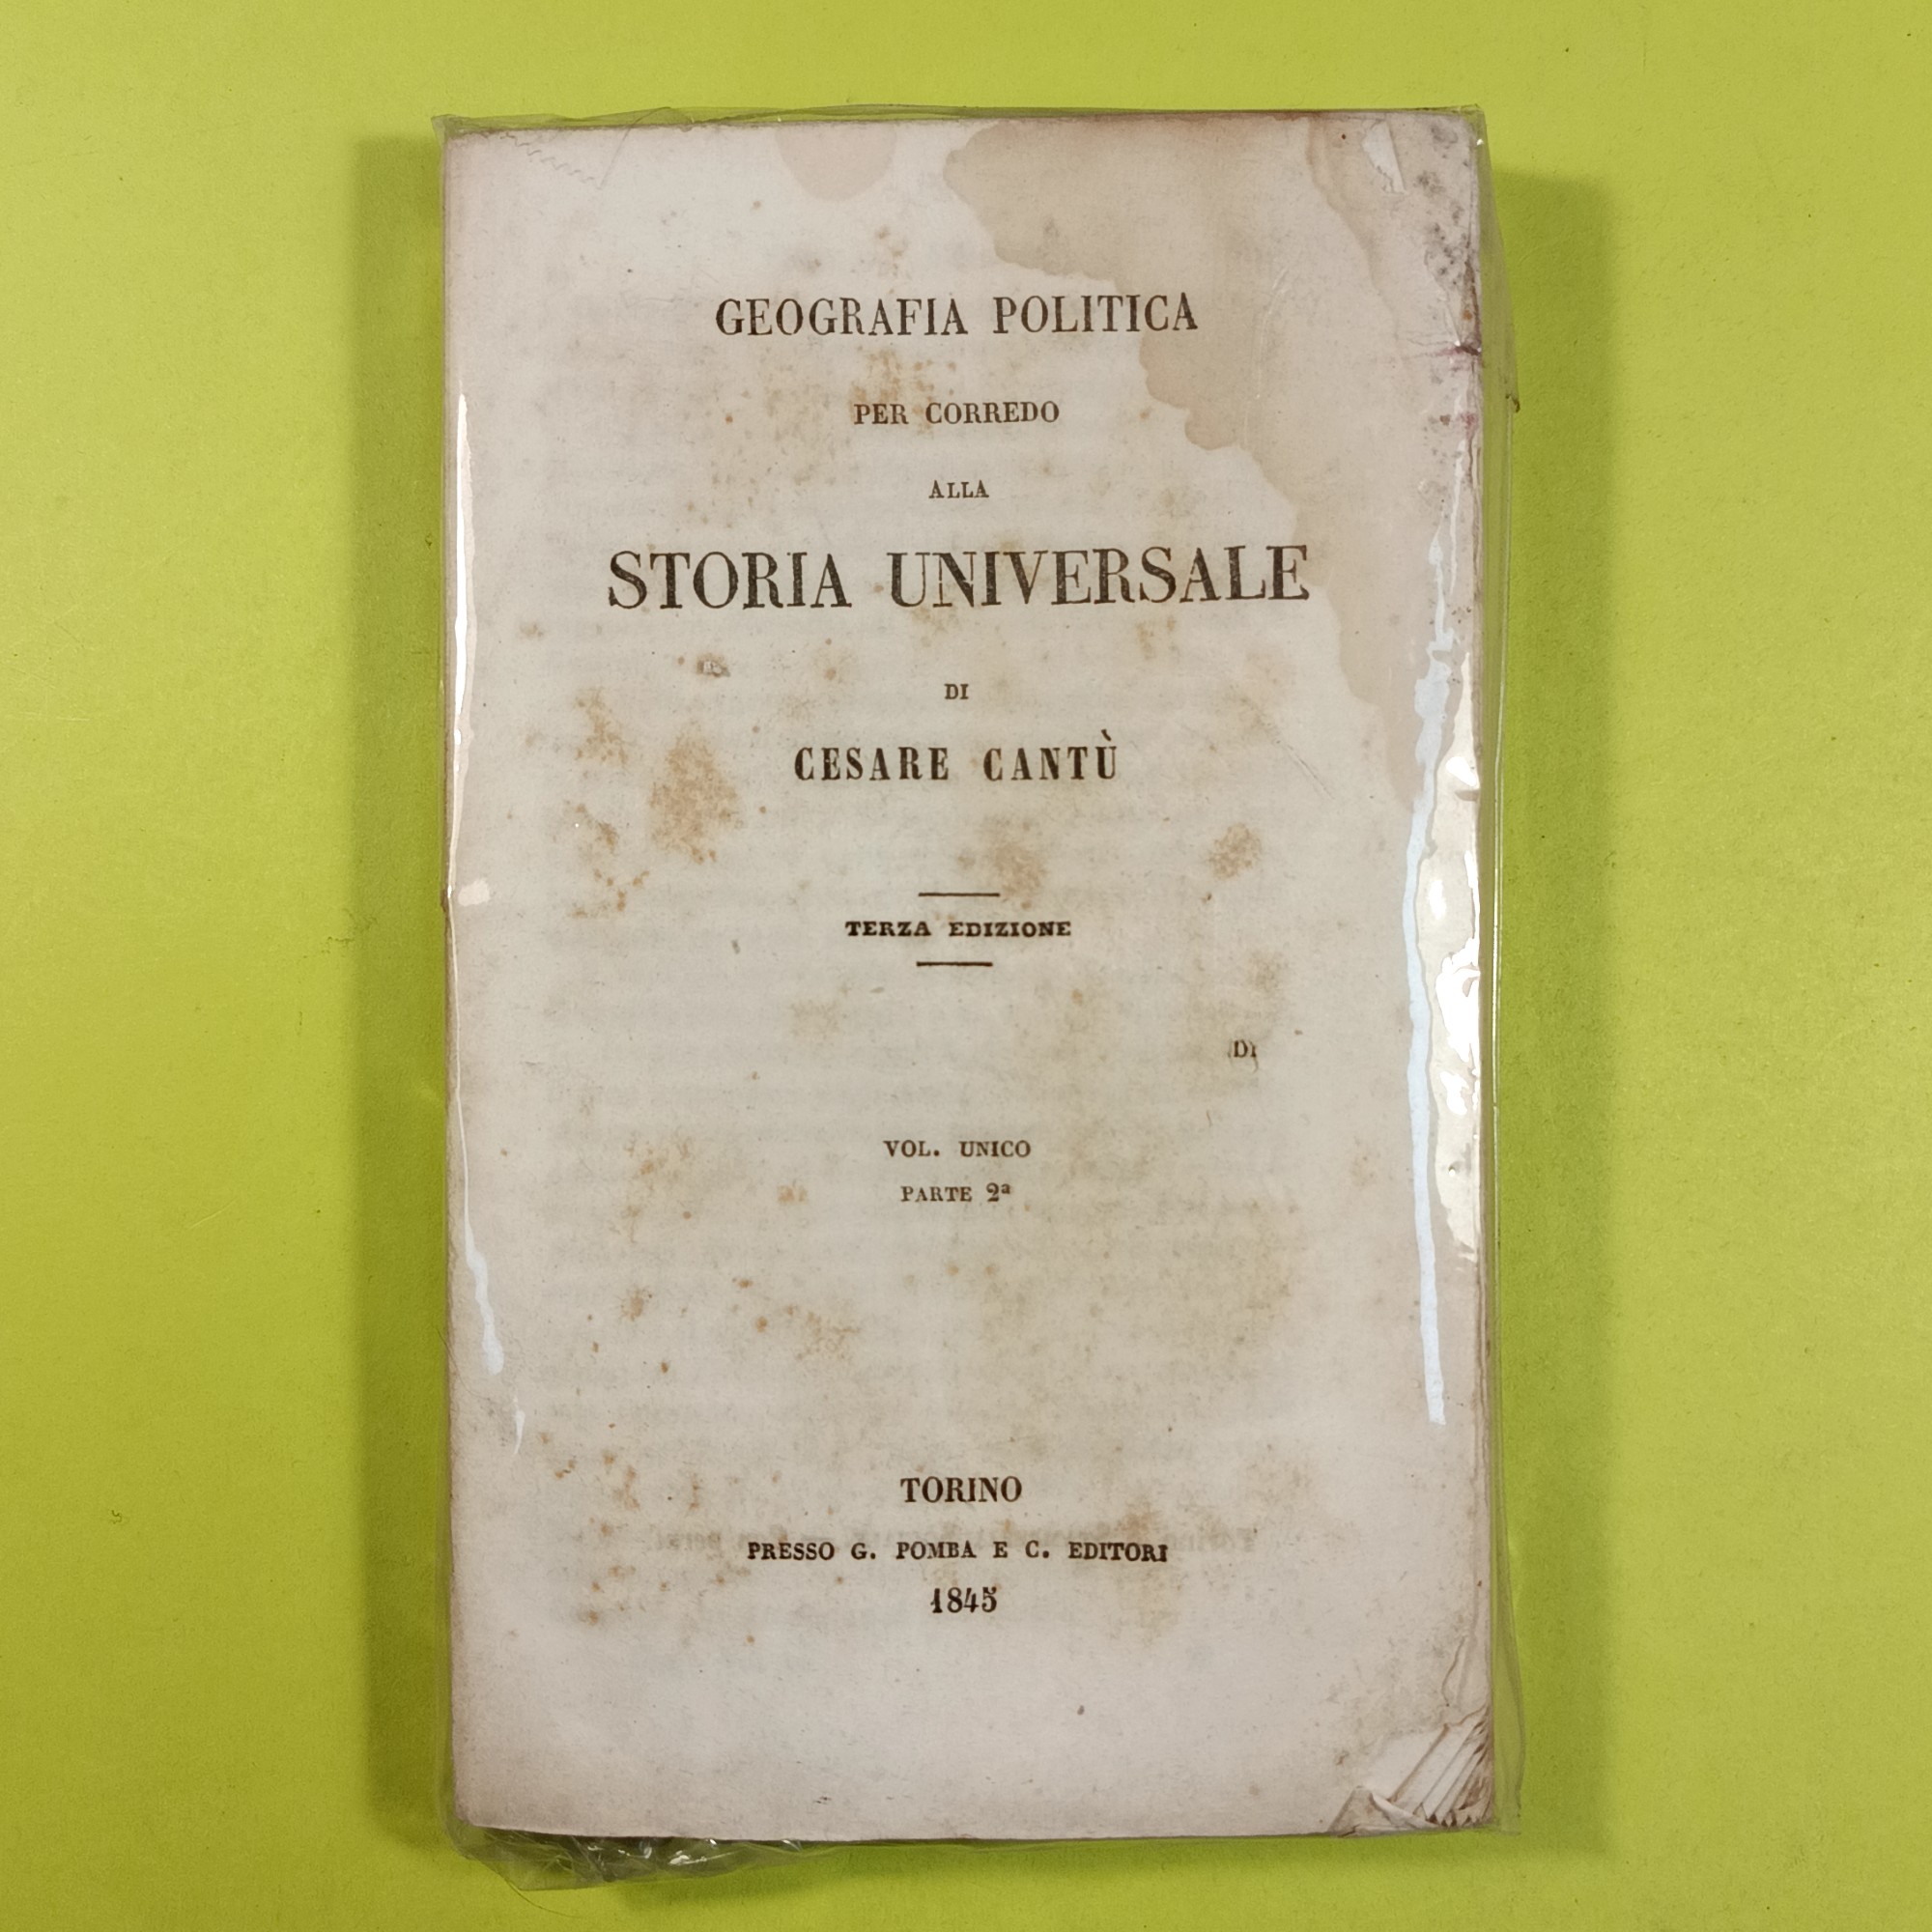 GEOGRAFIA POLITICA
PER CORREDO
ALLA
STORIA UNIVERSALE
DI
CESARE CANTÙ
TERZA EDIZIONE
DI
VOL. UNICO
PARTE 2ª
TORINO
PRESSO G. POMBA E C. EDITORI
1845